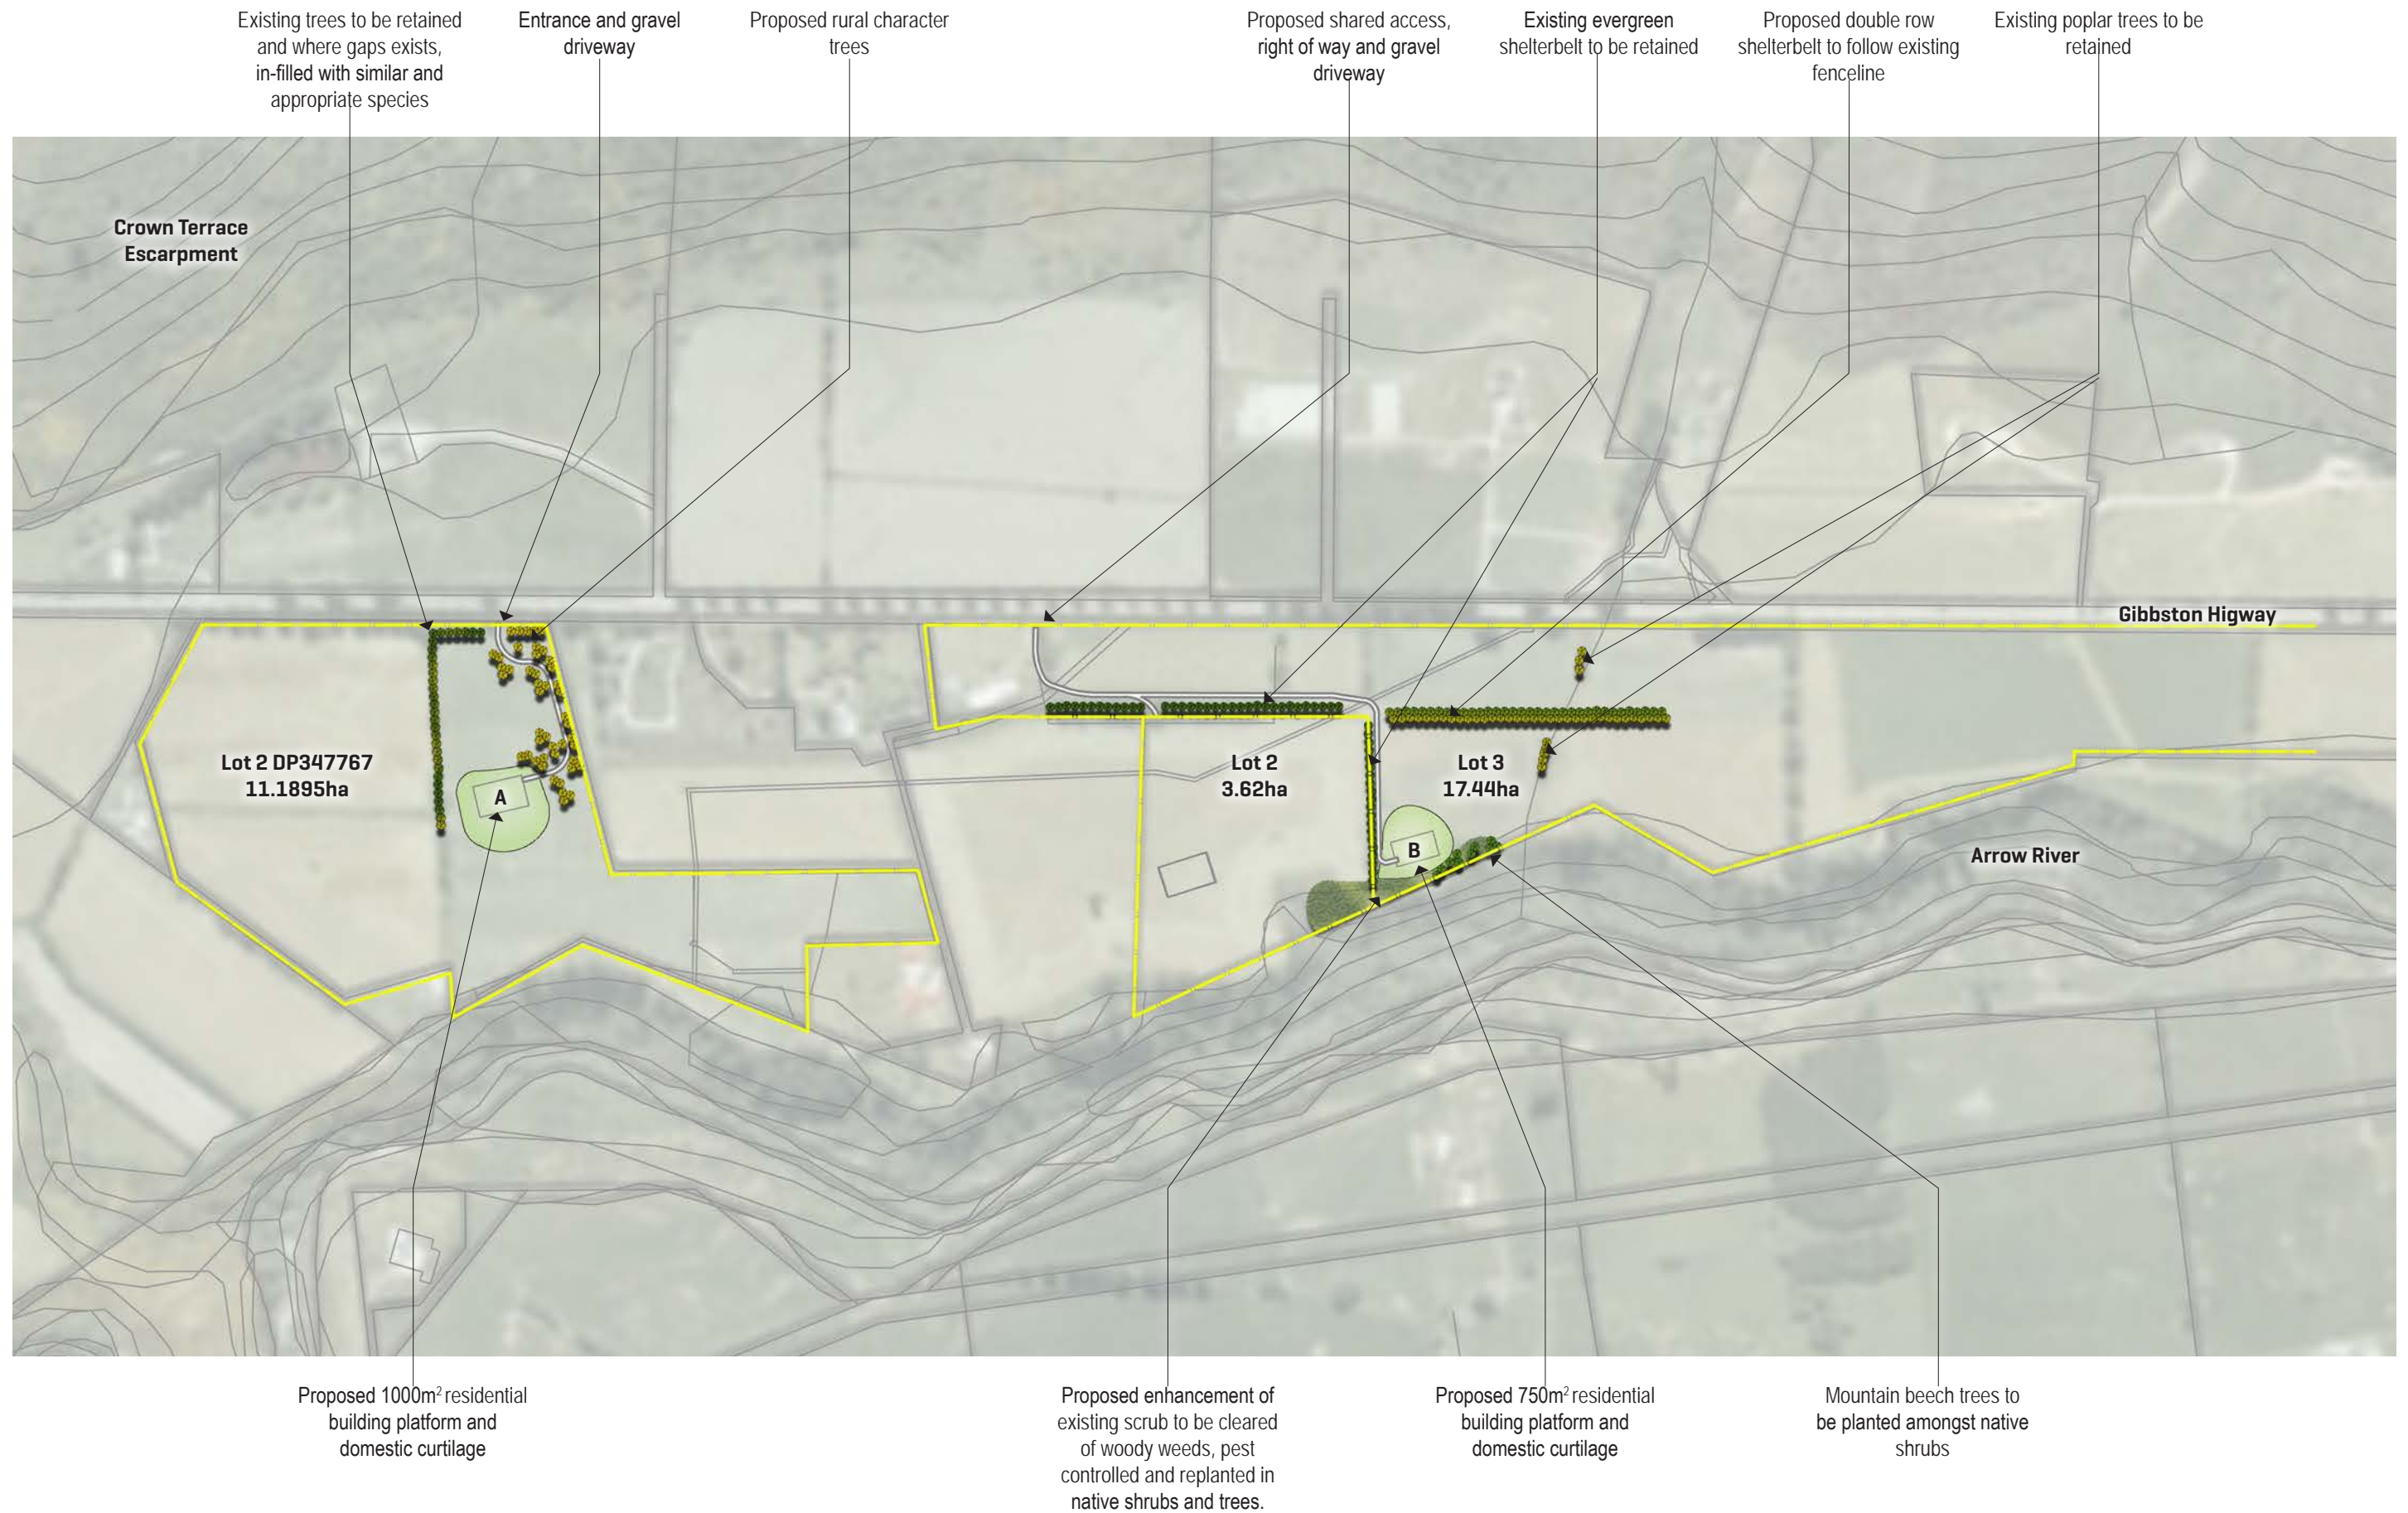 Existing trees to be retained
and where gaps exists,
in-filled with similar and
appropriate species
Entrance and gravel
driveway
Proposed rural character
trees
Proposed shared access,
right of way and gravel
driveway
Existing evergreen
shelterbelt to be retained
Proposed double row
shelterbelt to follow existing
fenceline
Existing poplar trees to be
retained
Crown Terrace
Escarpment
Gibbston Higway
Lot 2 DP347767
11.1895ha
A
Lot 2
3.62ha
Lot 3
17.44ha
B
Arrow River
Proposed 1000m² residential
building platform and
domestic curtilage
Proposed enhancement of
existing scrub to be cleared
of woody weeds, pest
controlled and replanted in
native shrubs and trees.
Proposed 750m² residential
building platform and
domestic curtilage
Mountain beech trees to
be planted amongst native
shrubs